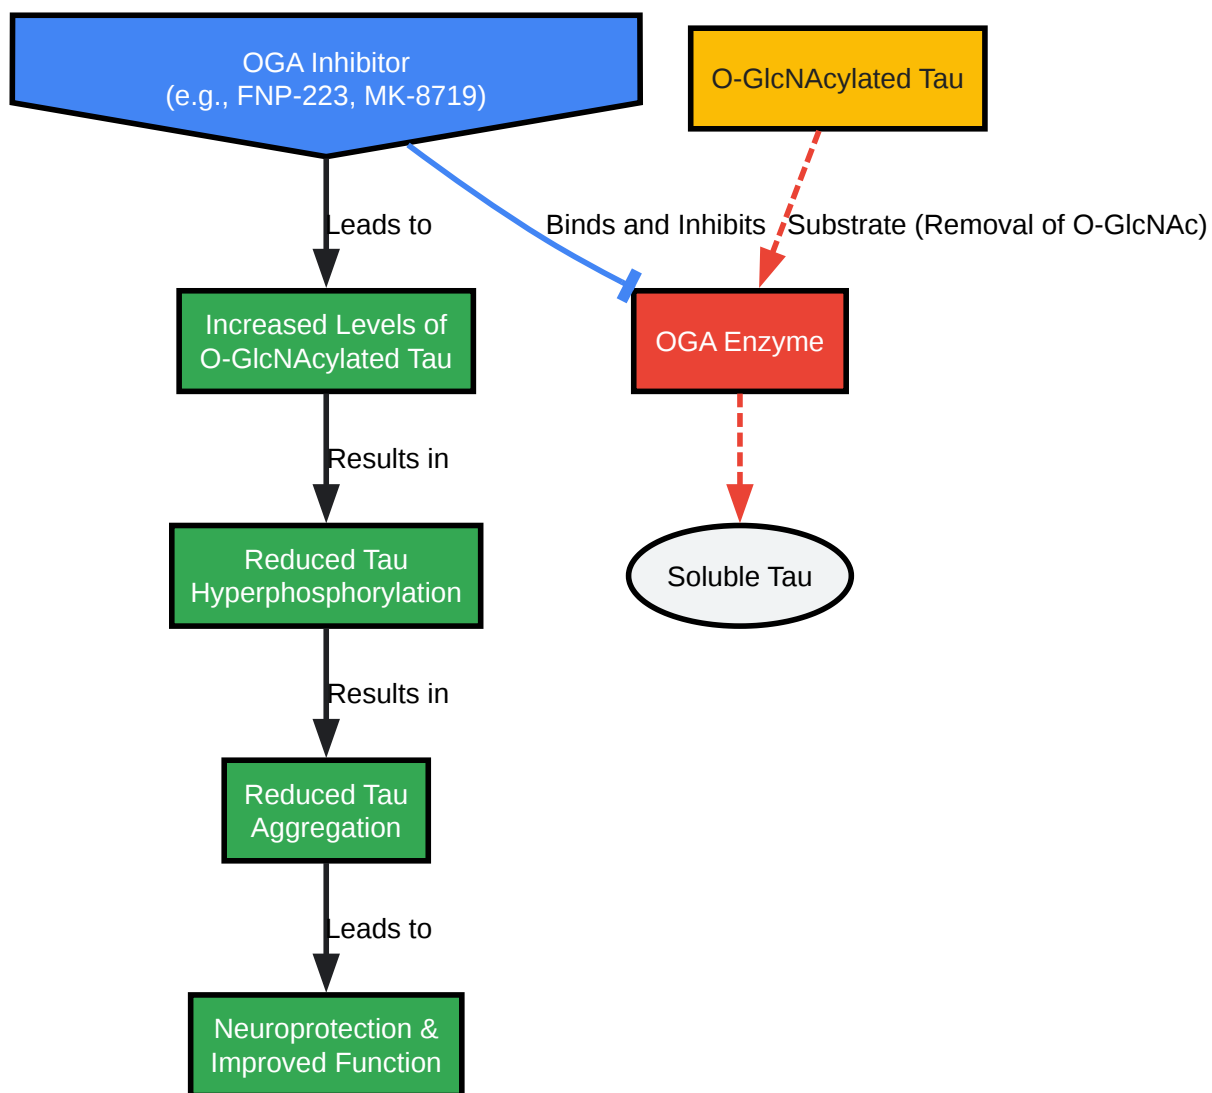 OGA Inhibitor
(e.g., FNP-223, MK-8719)
O-GlcNAcylated Tau
Leads to
Binds and Inhibits
Substrate (Removal of O-GlcNAc)
Increased Levels of
O-GlcNAcylated Tau
OGA Enzyme
Results in
Reduced Tau
Hyperphosphorylation
Soluble Tau
Results in
Reduced Tau
Aggregation
Leads to
Neuroprotection &
Improved Function